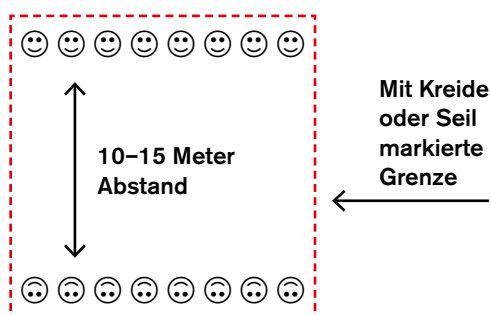 10–15 Meter
Abstand
Mit Kreide
oder Seil
markierte
Grenze